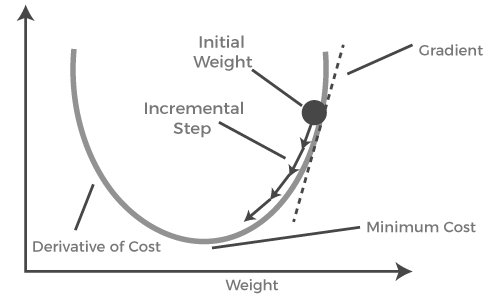 Initial
Weight
Gradient
Incremental
Step
Derivative of Cost
Minimum Cost
Weight